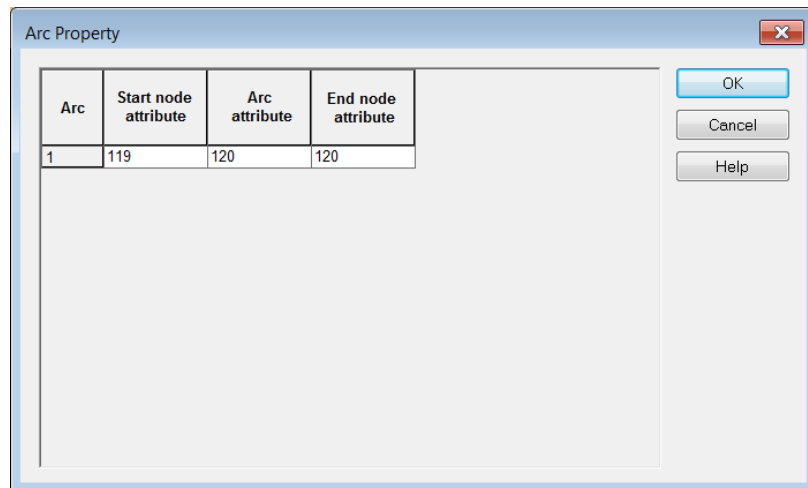 Arc Property
Arc Start node attribute Arc attribute End node attribute
1 119 120 120
OK
Cancel
Help